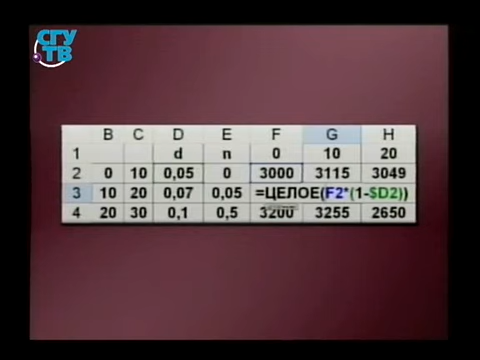 СГУ
ТВ
B C D E F G H
1 d n 0 10 20
2 0 10 0,05 0 3000 3115 3049
3 10 20 0,07 0,05 =ЦЕЛОЕ(F2*(1-$D2))
4 20 30 0,1 0,5 3200 3255 2650